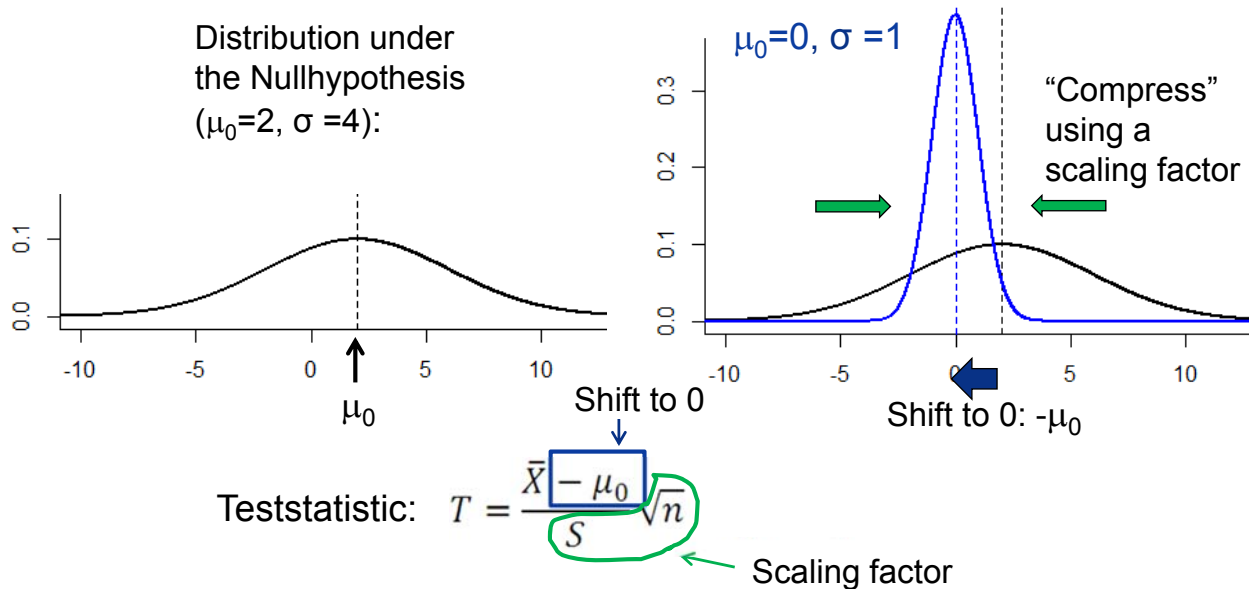 Distribution under
the Nullhypothesis
(μ₀=2, σ =4):
0.1
0.0
-10 -5 0 5 10
μ₀
μ₀=0, σ =1
"Compress"
using a
scaling factor
0.3
0.2
0.1
0.0
-10 -5 0 5 10
Shift to 0: -μ₀
Shift to 0
Teststatistic: T = (X̄ − μ₀)/S √n
Scaling factor